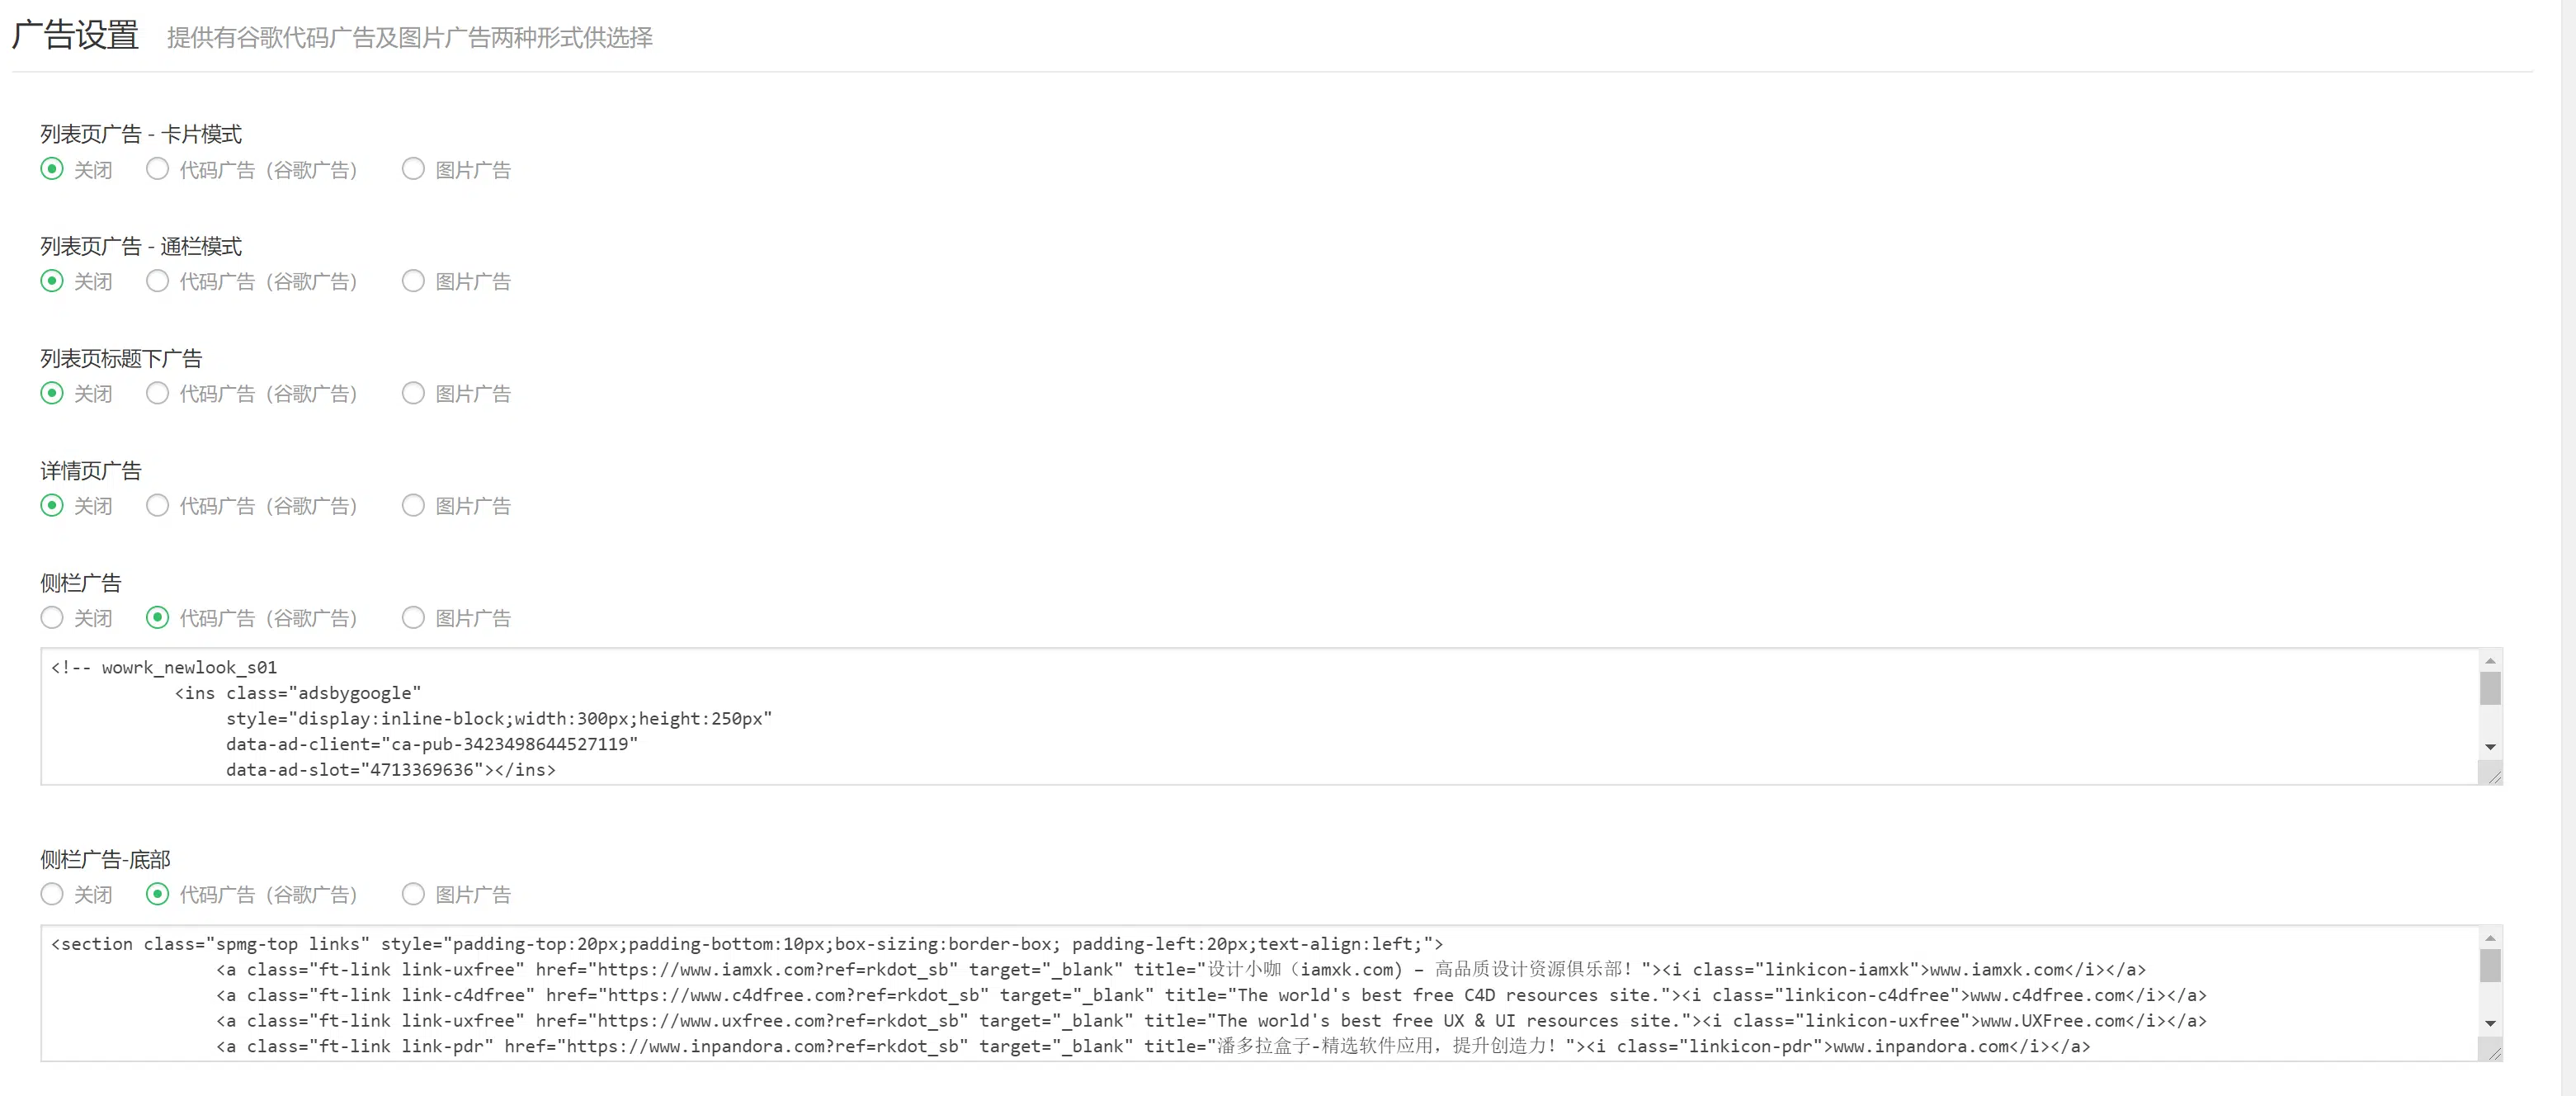 广告设置 提供有谷歌代码广告及图片广告两种形式供选择
列表页广告 - 卡片模式
关闭 代码广告（谷歌广告） 图片广告
列表页广告 - 通栏模式
关闭 代码广告（谷歌广告） 图片广告
列表页标题下广告
关闭 代码广告（谷歌广告） 图片广告
详情页广告
关闭 代码广告（谷歌广告） 图片广告
侧栏广告
关闭 代码广告（谷歌广告） 图片广告
<!-- wowrk_newlook_s01
<ins class="adsbygoogle"
style="display:inline-block;width:300px;height:250px"
data-ad-client="ca-pub-3423498644527119"
data-ad-slot="4713369636"></ins>
侧栏广告-底部
关闭 代码广告（谷歌广告） 图片广告
<section class="spmg-top links" style="padding-top:20px;padding-bottom:10px;box-sizing:border-box; padding-left:20px;text-align:left;">
<a class="ft-link link-uxfree" href="https://www.iamxk.com?ref=rkdot_sb" target="_blank" title="设计小咖（iamxk.com) – 高品质设计资源俱乐部！"><i class="linkicon-iamxk">www.iamxk.com</i></a>
<a class="ft-link link-c4dfree" href="https://www.c4dfree.com?ref=rkdot_sb" target="_blank" title="The world's best free C4D resources site."><i class="linkicon-c4dfree">www.c4dfree.com</i></a>
<a class="ft-link link-uxfree" href="https://www.uxfree.com?ref=rkdot_sb" target="_blank" title="The world's best free UX & UI resources site."><i class="linkicon-uxfree">www.UXFree.com</i></a>
<a class="ft-link link-pdr" href="https://www.inpandora.com?ref=rkdot_sb" target="_blank" title="潘多拉盒子-精选软件应用，提升创造力！"><i class="linkicon-pdr">www.inpandora.com</i></a>